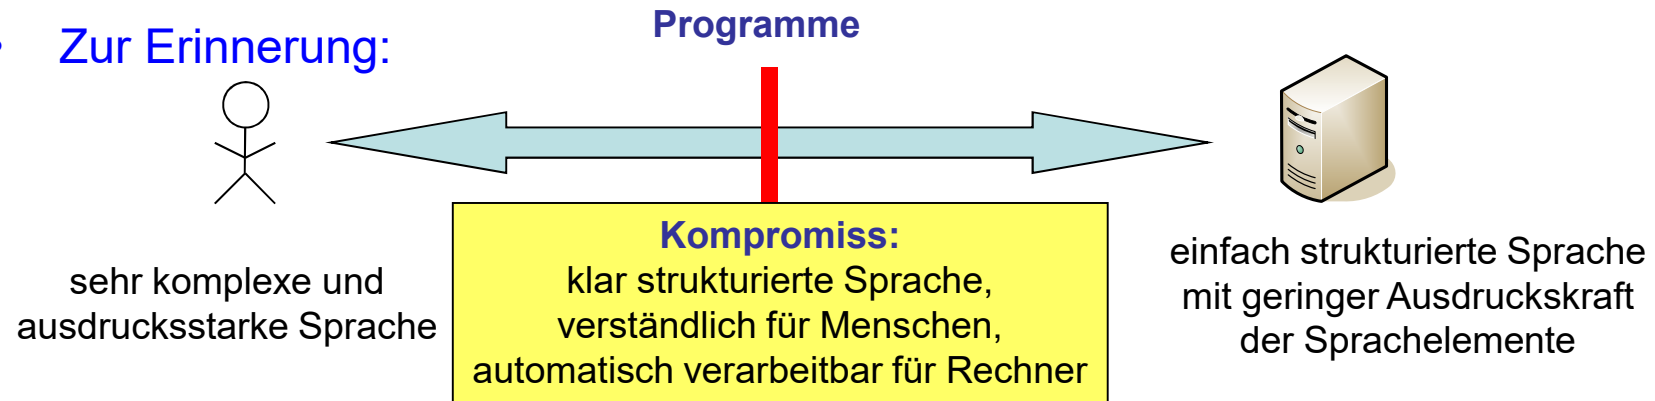 Programme
• Zur Erinnerung:
sehr komplexe und
ausdrucksstarke Sprache
Kompromiss:
klar strukturierte Sprache,
verständlich für Menschen,
automatisch verarbeitbar für Rechner
einfach strukturierte Sprache
mit geringer Ausdruckskraft
der Sprachelemente